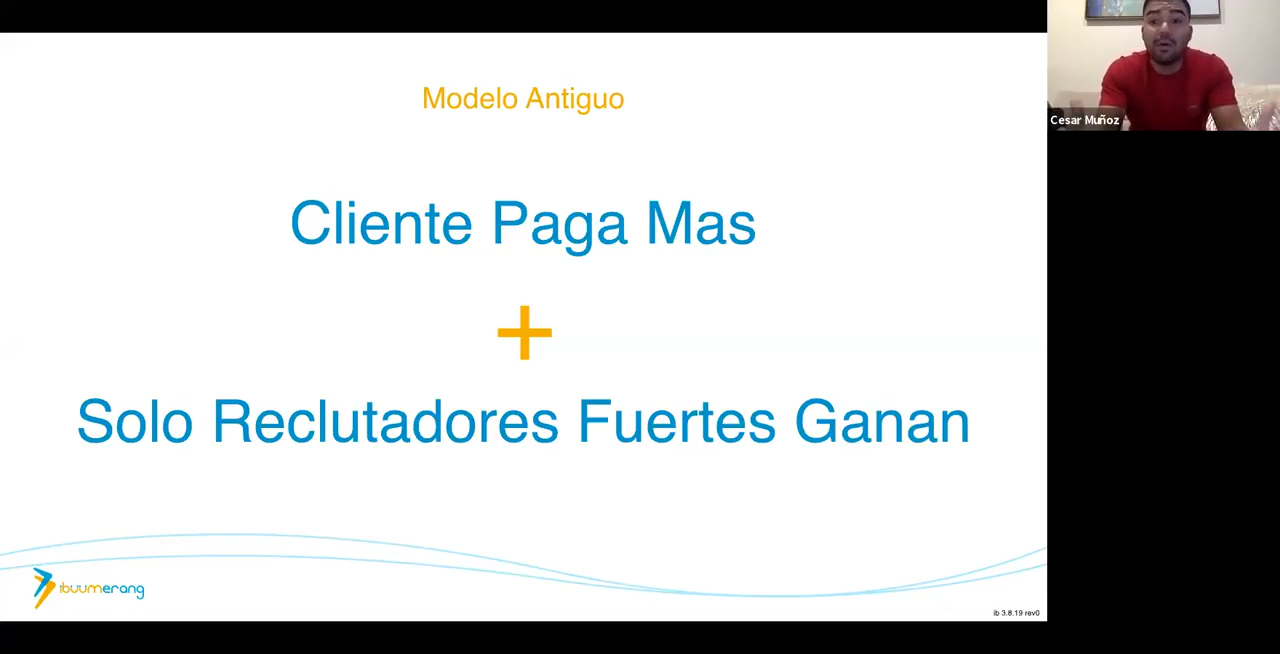 Modelo Antiguo
Cliente Paga Mas
+
Solo Reclutadores Fuertes Ganan
ibuumerang
ib 3.8.19 rev0
Cesar Muñoz